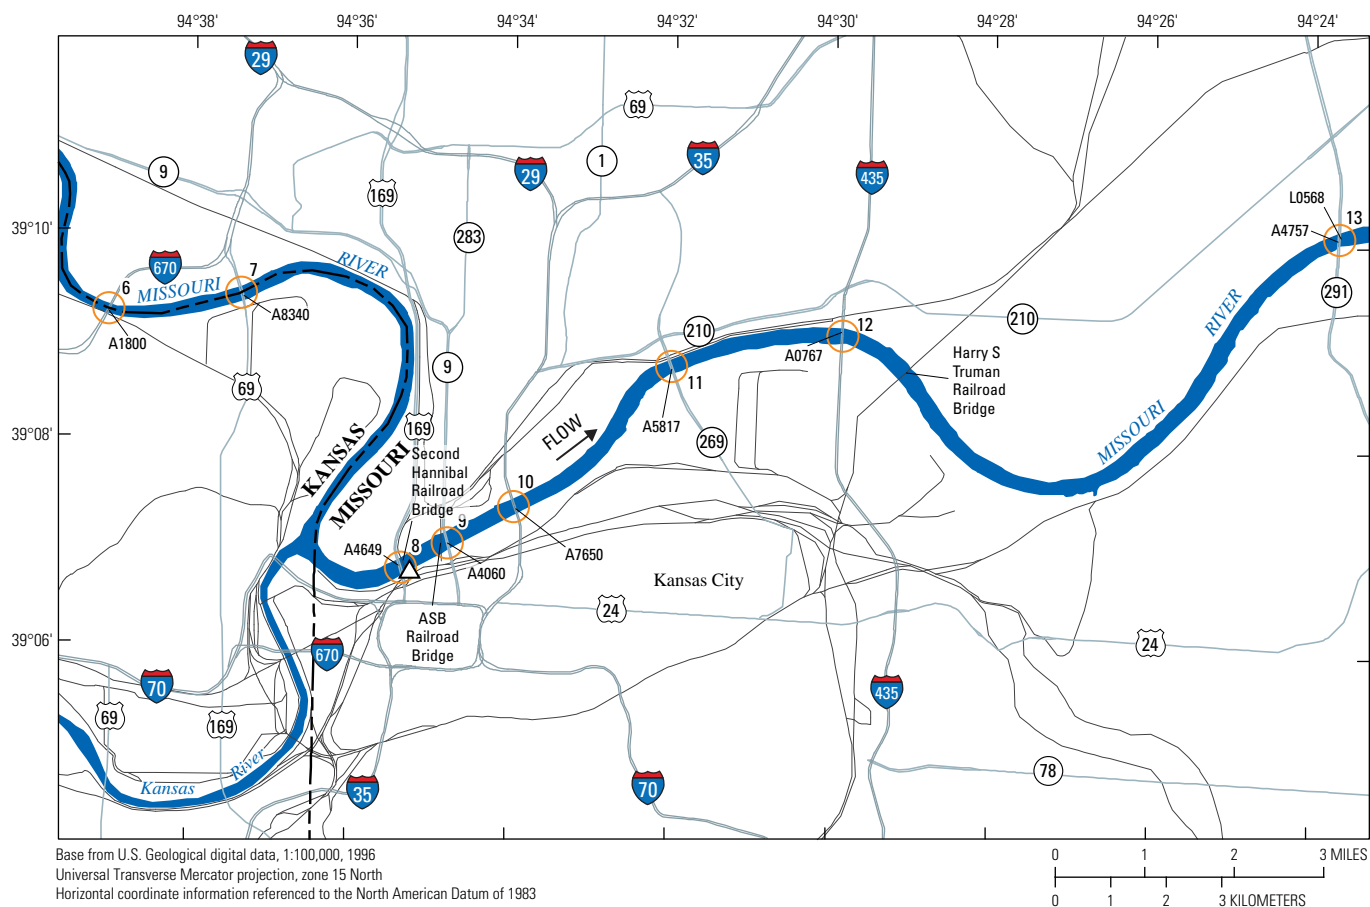 94°38' 94°36' 94°34' 94°32' 94°30' 94°28' 94°26' 94°24'
29
69
9
1
35
29
435
169
L0568
13
39°10'
283
A4757
RIVER
670
7
6
MISSOURI
291
A8340
210
210
12
RIVER
A1800
A0767
Harry S
Truman
Railroad
Bridge
9
11
69
A5817
MISSOURI
39°08'
169
FLOW
269
KANSAS
MISSOURI
Second
Hannibal
Railroad
Bridge
10
9
A4649
8
A7650
A4060
Kansas City
24
ASB
Railroad
Bridge
39°06'
24
670
70
435
69
169
River
Kansas
78
35
70
Base from U.S. Geological digital data, 1:100,000, 1996
Universal Transverse Mercator projection, zone 15 North
Horizontal coordinate information referenced to the North American Datum of 1983
0 1 2 3 MILES
0 1 2 3 KILOMETERS